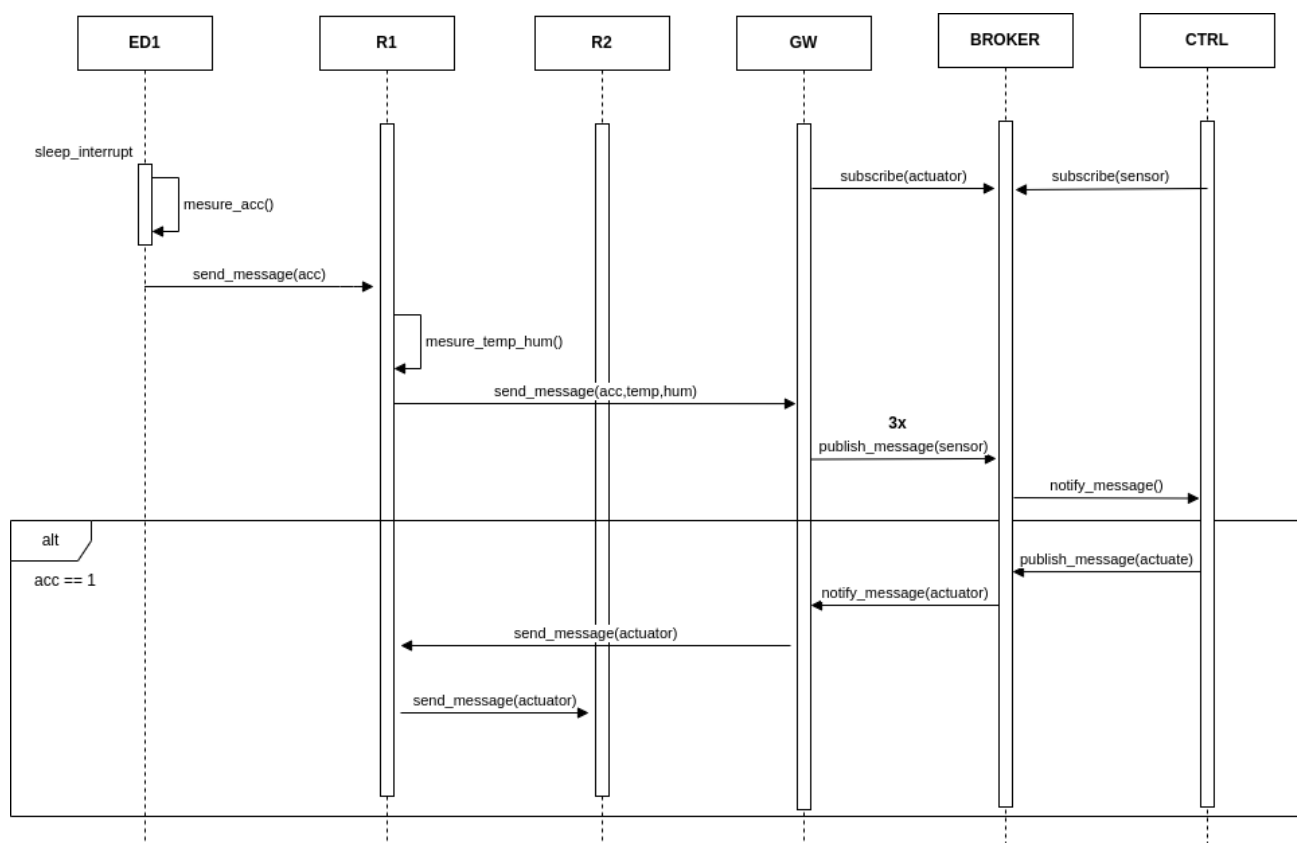 ED1
R1
R2
GW
BROKER
CTRL
sleep_interrupt
subscribe(actuator)
subscribe(sensor)
mesure_acc()
send_message(acc)
mesure_temp_hum()
send_message(acc,temp,hum)
3x
publish_message(sensor)
notify_message()
alt
acc == 1
publish_message(actuate)
notify_message(actuator)
send_message(actuator)
send_message(actuator)